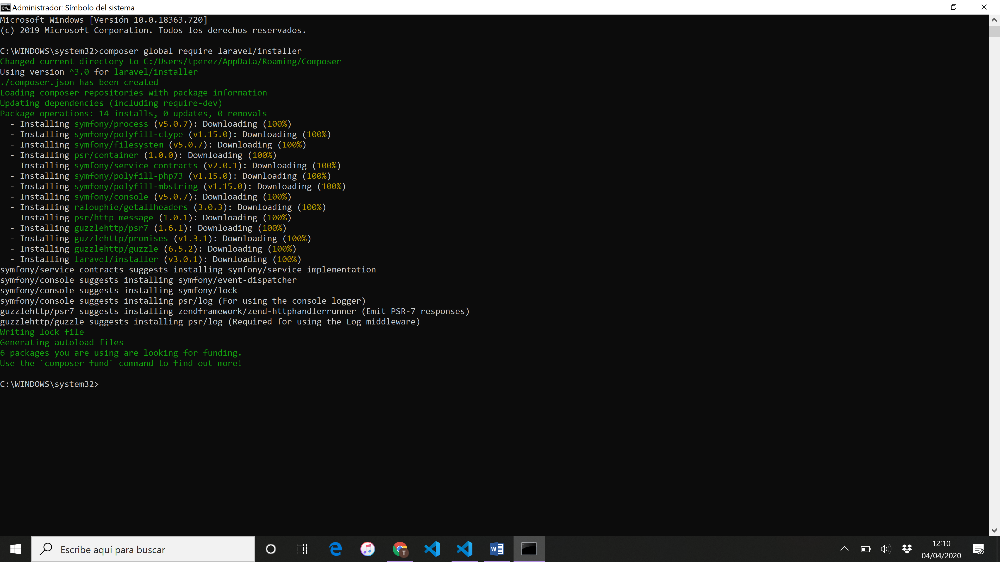 Administrador: Símbolo del sistema
Microsoft Windows [Versión 10.0.18363.720]
(c) 2019 Microsoft Corporation. Todos los derechos reservados.
C:\WINDOWS\system32>composer global require laravel/installer
Changed current directory to C:/Users/tperez/AppData/Roaming/Composer
Using version ^3.0 for laravel/installer
./composer.json has been created
Loading composer repositories with package information
Updating dependencies (including require-dev)
Package operations: 14 installs, 0 updates, 0 removals
- Installing symfony/process (v5.0.7): Downloading (100%)
- Installing symfony/polyfill-ctype (v1.15.0): Downloading (100%)
- Installing symfony/filesystem (v5.0.7): Downloading (100%)
- Installing psr/container (1.0.0): Downloading (100%)
- Installing symfony/service-contracts (v2.0.1): Downloading (100%)
- Installing symfony/polyfill-php73 (v1.15.0): Downloading (100%)
- Installing symfony/polyfill-mbstring (v1.15.0): Downloading (100%)
- Installing symfony/console (v5.0.7): Downloading (100%)
- Installing ralouphie/getallheaders (3.0.3): Downloading (100%)
- Installing psr/http-message (1.0.1): Downloading (100%)
- Installing guzzlehttp/psr7 (1.6.1): Downloading (100%)
- Installing guzzlehttp/promises (v1.3.1): Downloading (100%)
- Installing guzzlehttp/guzzle (6.5.2): Downloading (100%)
- Installing laravel/installer (v3.0.1): Downloading (100%)
symfony/service-contracts suggests installing symfony/service-implementation
symfony/console suggests installing symfony/event-dispatcher
symfony/console suggests installing symfony/lock
symfony/console suggests installing psr/log (For using the console logger)
guzzlehttp/psr7 suggests installing zendframework/zend-httphandlerrunner (Emit PSR-7 responses)
guzzlehttp/guzzle suggests installing psr/log (Required for using the Log middleware)
Writing lock file
Generating autoload files
6 packages you are using are looking for funding.
Use the `composer fund` command to find out more!
C:\WINDOWS\system32>
Escribe aquí para buscar
T
W
12:10
04/04/2020